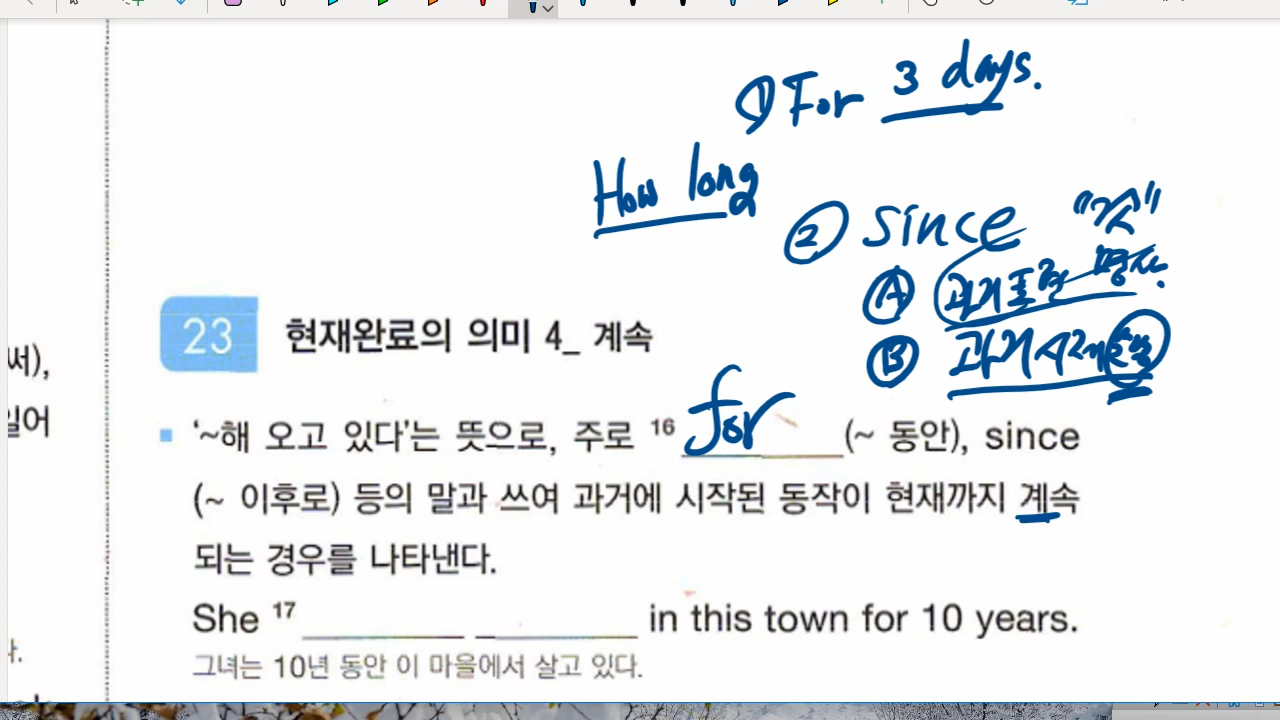 ① For 3 days.
How long
② since "것"
Ⓐ 과거표현 명사.
Ⓑ 과거시제
23 현재완료의 의미 4_ 계속
써),
일어
'~해 오고 있다'는 뜻으로, 주로 16 for (~ 동안), since
(~ 이후로) 등의 말과 쓰여 과거에 시작된 동작이 현재까지 계속
되는 경우를 나타낸다.
She 17 ________ ________ in this town for 10 years.
그녀는 10년 동안 이 마을에서 살고 있다.